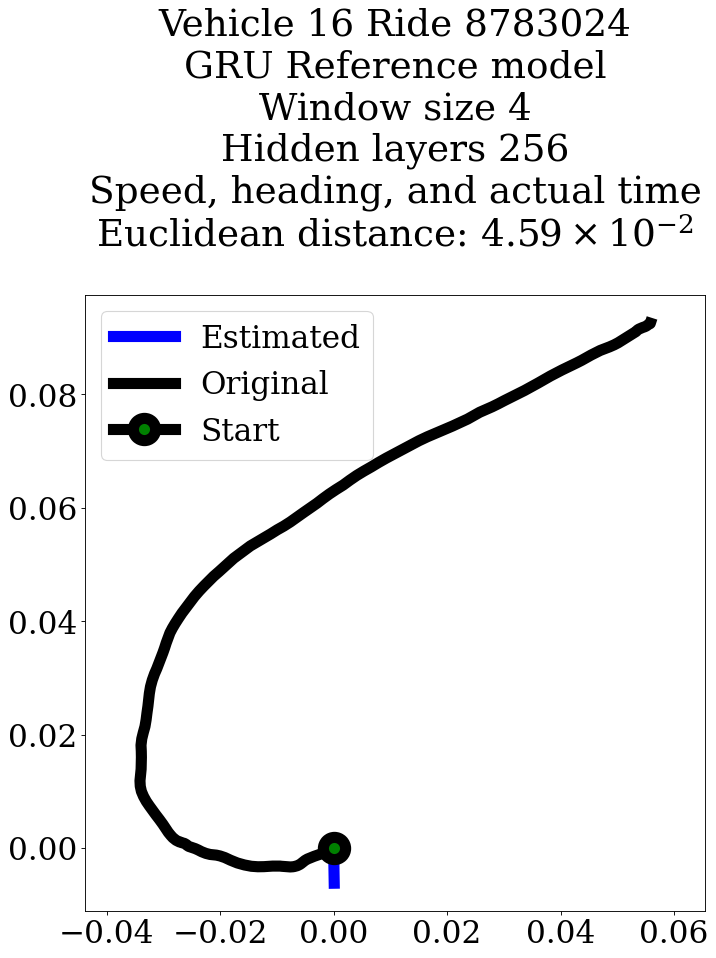 Vehicle 16 Ride 8783024
GRU Reference model
Window size 4
Hidden layers 256
Speed, heading, and actual time
Euclidean distance: 4.59 × 10⁻²
Estimated
Original
Start
0.08
0.06
0.04
0.02
0.00
−0.04 −0.02 0.00 0.02 0.04 0.06